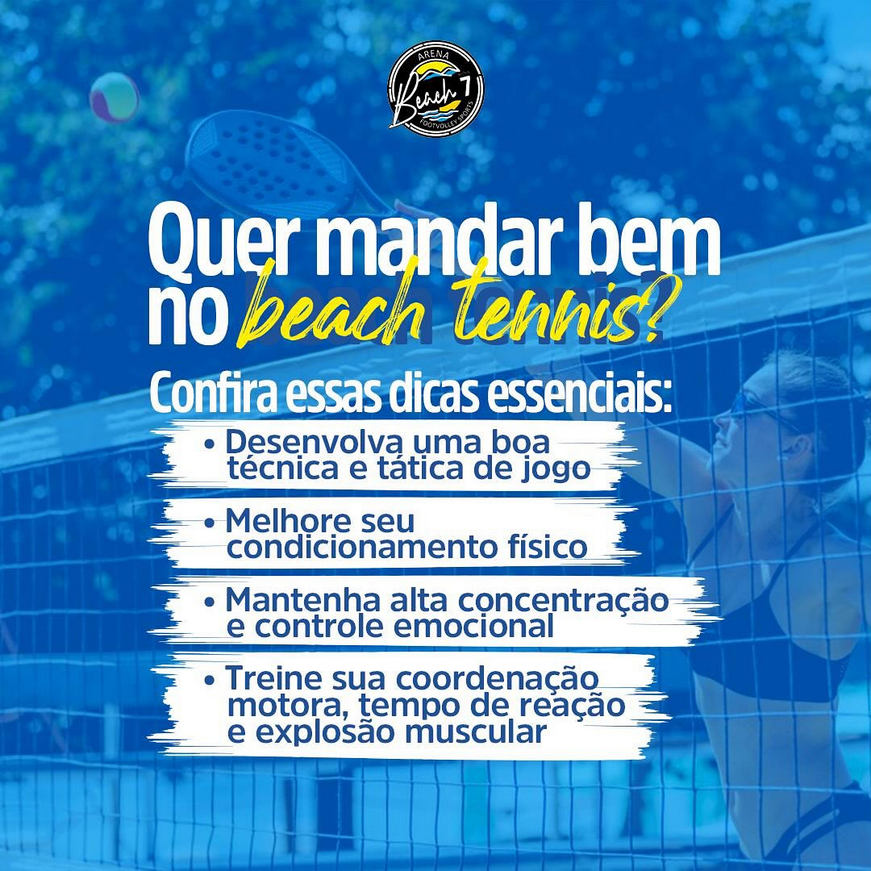 ARENA
Beach 7
FOOTVOLLEY SPORTS
Quer mandar bem
no beach tennis?
Confira essas dicas essenciais:
• Desenvolva uma boa
técnica e tática de jogo
• Melhore seu
condicionamento físico
• Mantenha alta concentração
e controle emocional
• Treine sua coordenação
motora, tempo de reação
e explosão muscular